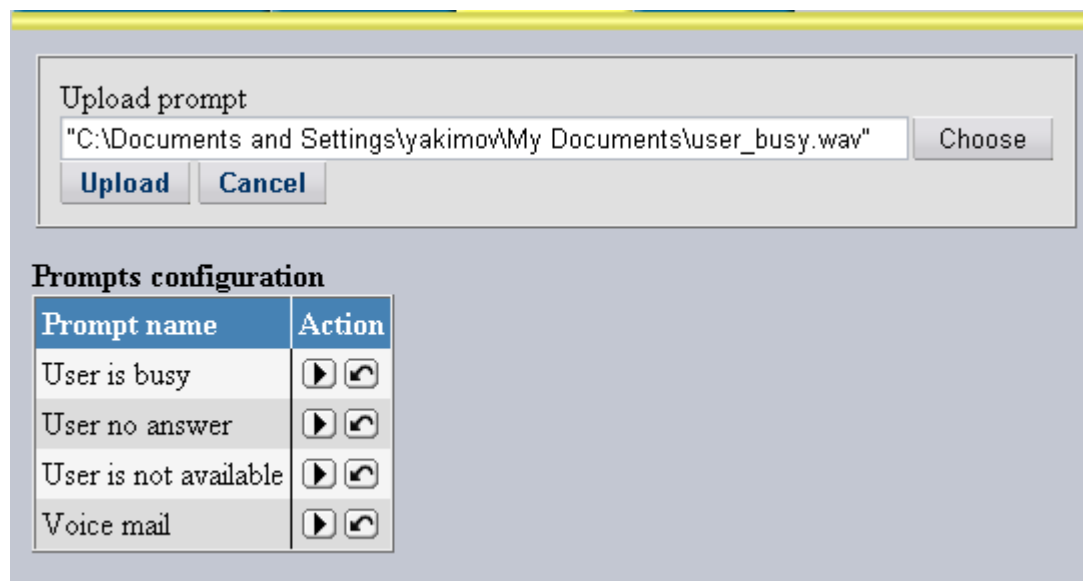 Upload prompt
"C:\Documents and Settings\yakimov\My Documents\user_busy.wav" Choose
Upload Cancel
Prompts configuration
Prompt name Action
User is busy
User no answer
User is not available
Voice mail